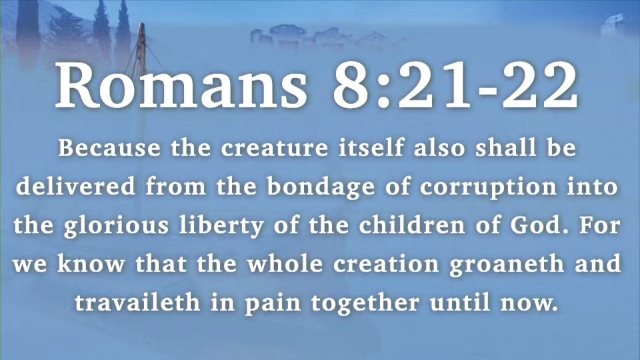 Romans 8:21-22
Because the creature itself also shall be
delivered from the bondage of corruption into
the glorious liberty of the children of God. For
we know that the whole creation groaneth and
travaileth in pain together until now.